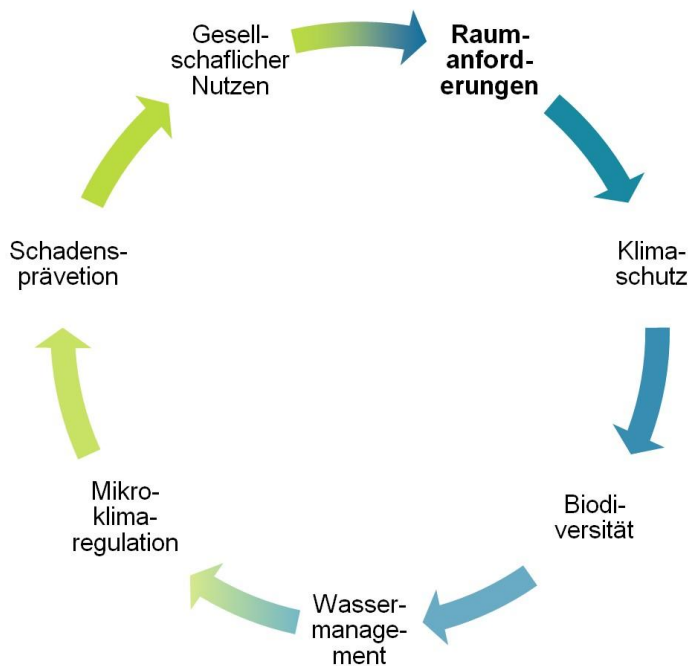 Gesell-
schaflicher
Nutzen
Raum-
anford-
erungen
Klima-
schutz
Biodi-
versität
Wasser-
manage-
ment
Mikro-
klima-
regulation
Schadens-
prävetion